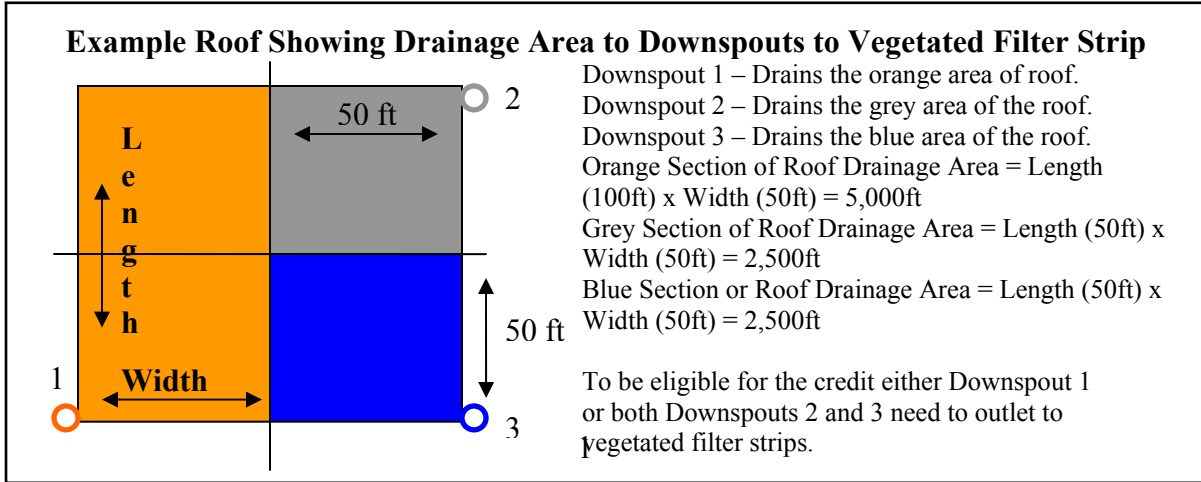 Example Roof Showing Drainage Area to Downspouts to Vegetated Filter Strip
Length
Width
50 ft
2
50 ft
1
3
Downspout 1 – Drains the orange area of roof.
Downspout 2 – Drains the grey area of the roof.
Downspout 3 – Drains the blue area of the roof.
Orange Section of Roof Drainage Area = Length
(100ft) x Width (50ft) = 5,000ft
Grey Section of Roof Drainage Area = Length (50ft) x
Width (50ft) = 2,500ft
Blue Section or Roof Drainage Area = Length (50ft) x
Width (50ft) = 2,500ft
To be eligible for the credit either Downspout 1
or both Downspouts 2 and 3 need to outlet to
vegetated filter strips.
1